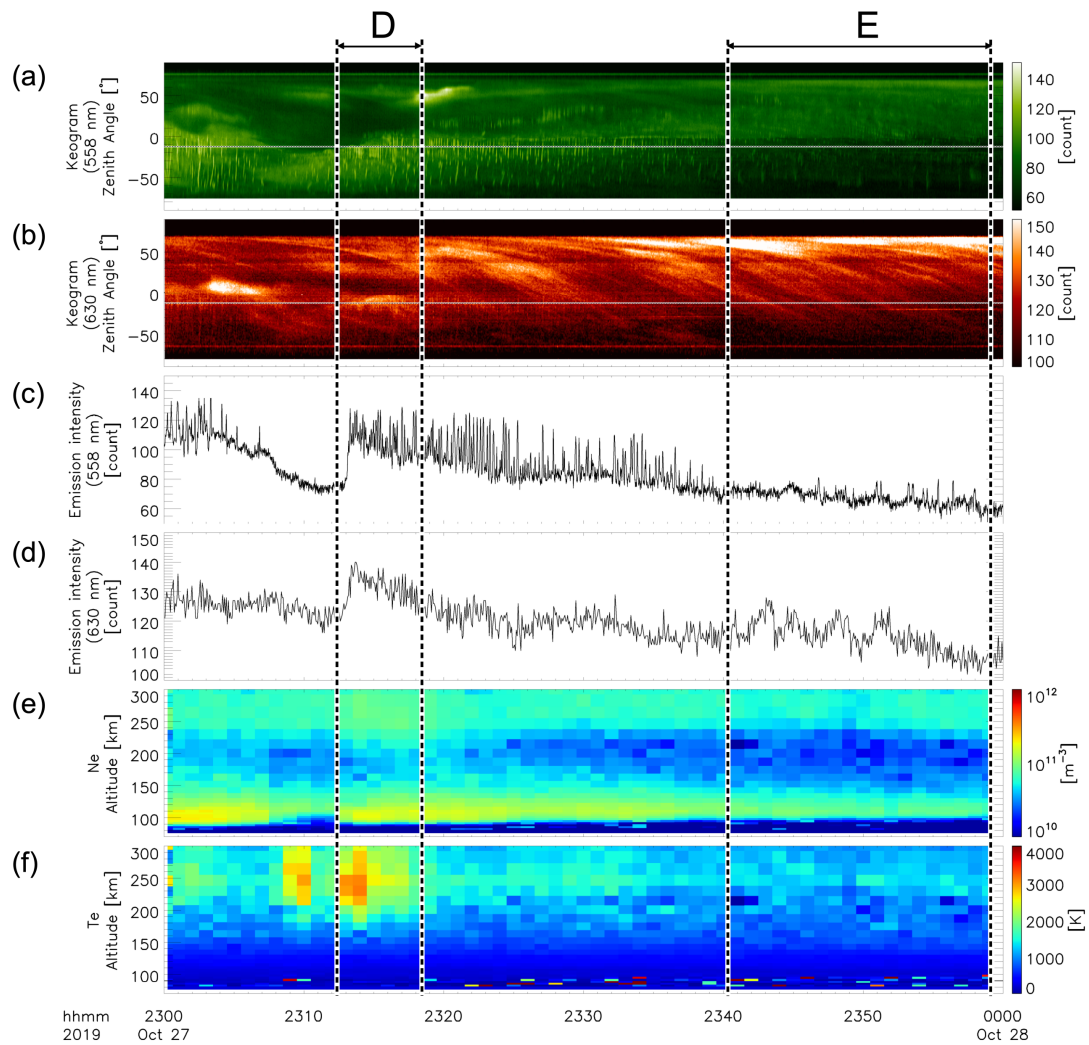 D
E
(a)
Keogram
(558 nm)
Zenith Angle [°]
50
0
−50
140
120
100
80
60
[count]
(b)
Keogram
(630 nm)
Zenith Angle [°]
50
0
−50
150
140
130
120
110
100
[count]
(c)
Emission intensity
(558 nm)
[count]
140
120
100
80
60
(d)
Emission intensity
(630 nm)
[count]
150
140
130
120
110
100
(e)
Ne
Altitude [km]
300
250
200
150
100
10¹²
10¹¹
10¹⁰
[m⁻³]
(f)
Te
Altitude [km]
300
250
200
150
100
4000
3000
2000
1000
0
[K]
hhmm 2300 2310 2320 2330 2340 2350 0000
2019 Oct 27 Oct 28